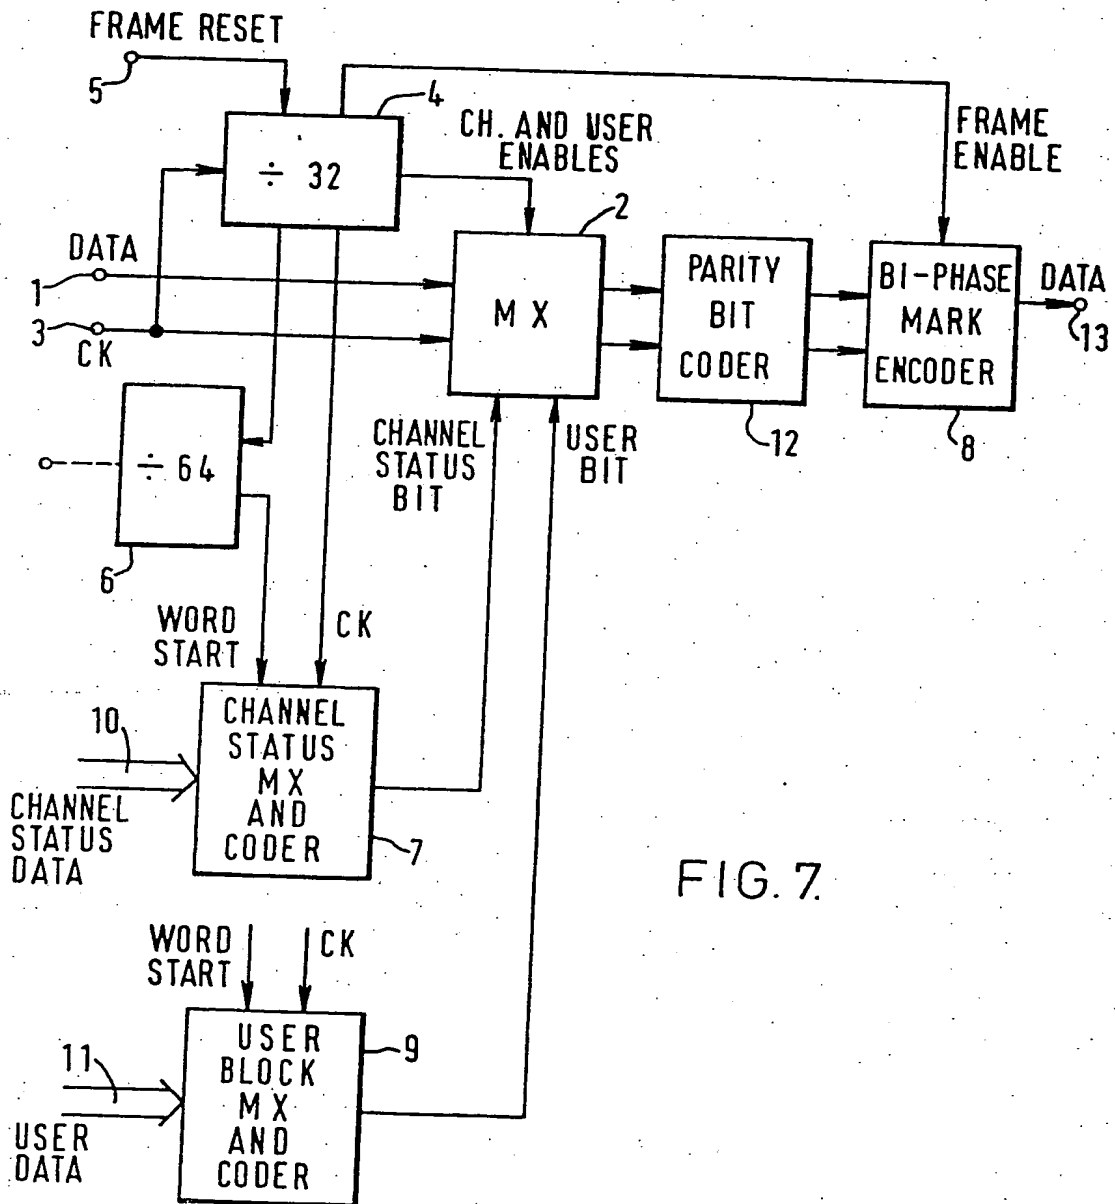 FRAME RESET
5
4
÷ 32
CH. AND USER
ENABLES
FRAME
ENABLE
2
DATA
1
3
CK
MX
PARITY
BIT
CODER
12
BI-PHASE
MARK
ENCODER
8
DATA
13
÷ 64
6
CHANNEL
STATUS
BIT
USER
BIT
WORD
START
CK
10
CHANNEL
STATUS
DATA
CHANNEL
STATUS
MX
AND
CODER
7
FIG. 7.
WORD
START
CK
11
USER
DATA
USER
BLOCK
MX
AND
CODER
9